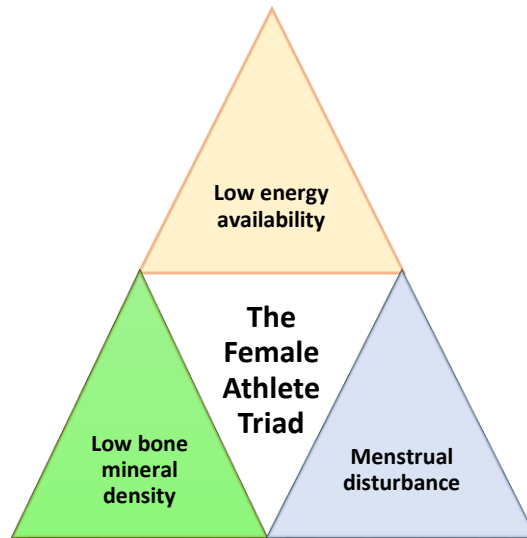 Low energy
availability
The
Female
Athlete
Triad
Low bone
mineral
density
Menstrual
disturbance